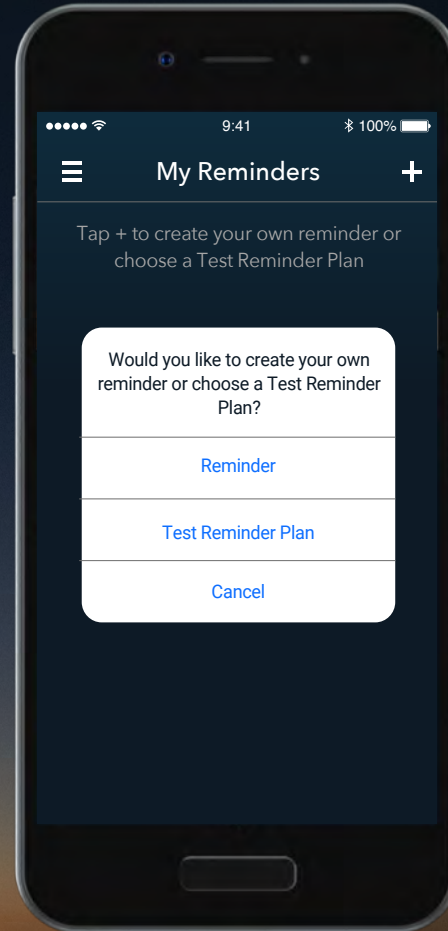 9:41
100%
My Reminders
+
Tap + to create your own reminder or
choose a Test Reminder Plan
Would you like to create your own
reminder or choose a Test Reminder
Plan?
Reminder
Test Reminder Plan
Cancel